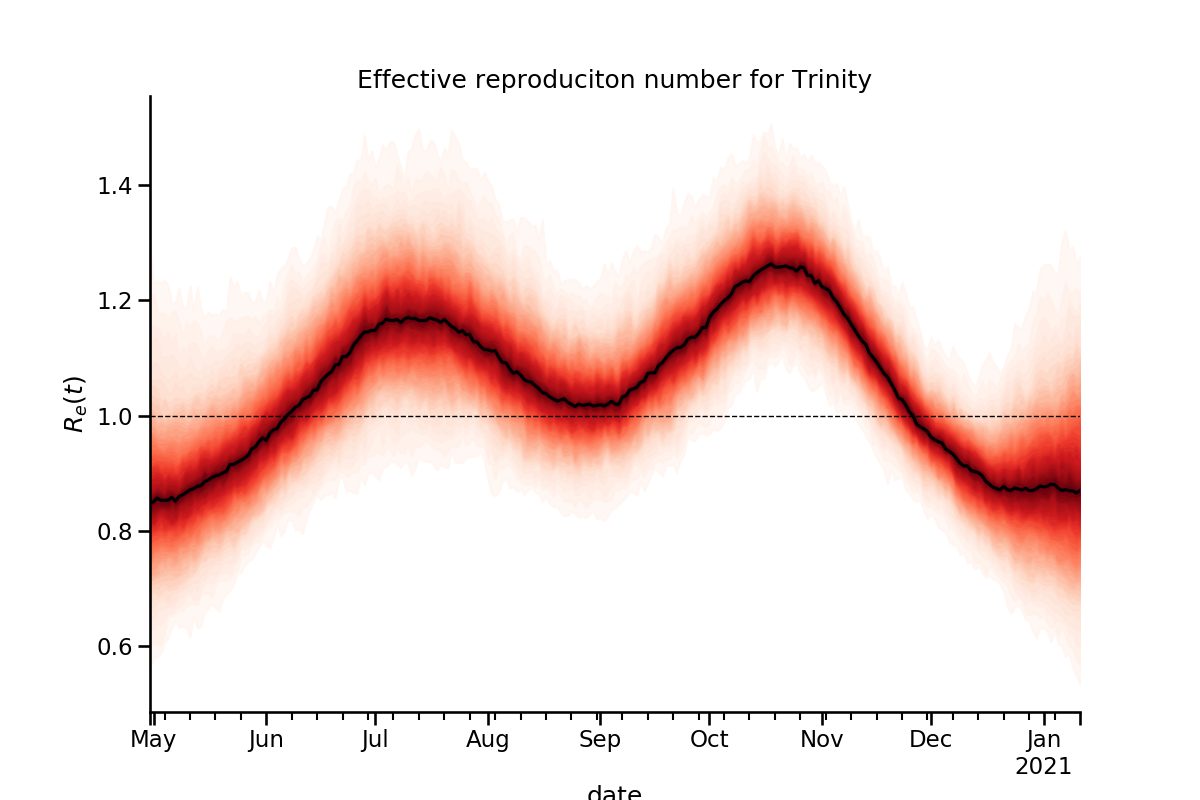 Effective reproduciton number for Trinity
1.4
1.2
1.0
0.8
0.6
Re(t)
May Jun Jul Aug Sep Oct Nov Dec Jan
2021
date